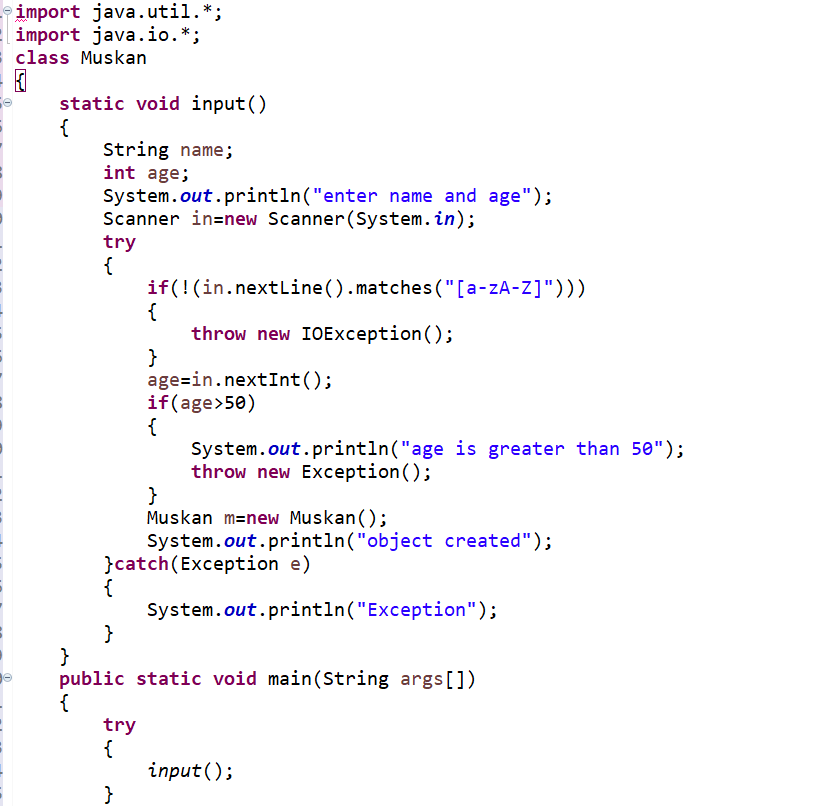 import java.util.*;
import java.io.*;
class Muskan
{
    static void input()
    {
        String name;
        int age;
        System.out.println("enter name and age");
        Scanner in=new Scanner(System.in);
        try
        {
            if(!(in.nextLine().matches("[a-zA-Z]")))
            {
                throw new IOException();
            }
            age=in.nextInt();
            if(age>50)
            {
                System.out.println("age is greater than 50");
                throw new Exception();
            }
            Muskan m=new Muskan();
            System.out.println("object created");
        }catch(Exception e)
        {
            System.out.println("Exception");
        }
    }
    public static void main(String args[])
    {
        try
        {
            input();
        }